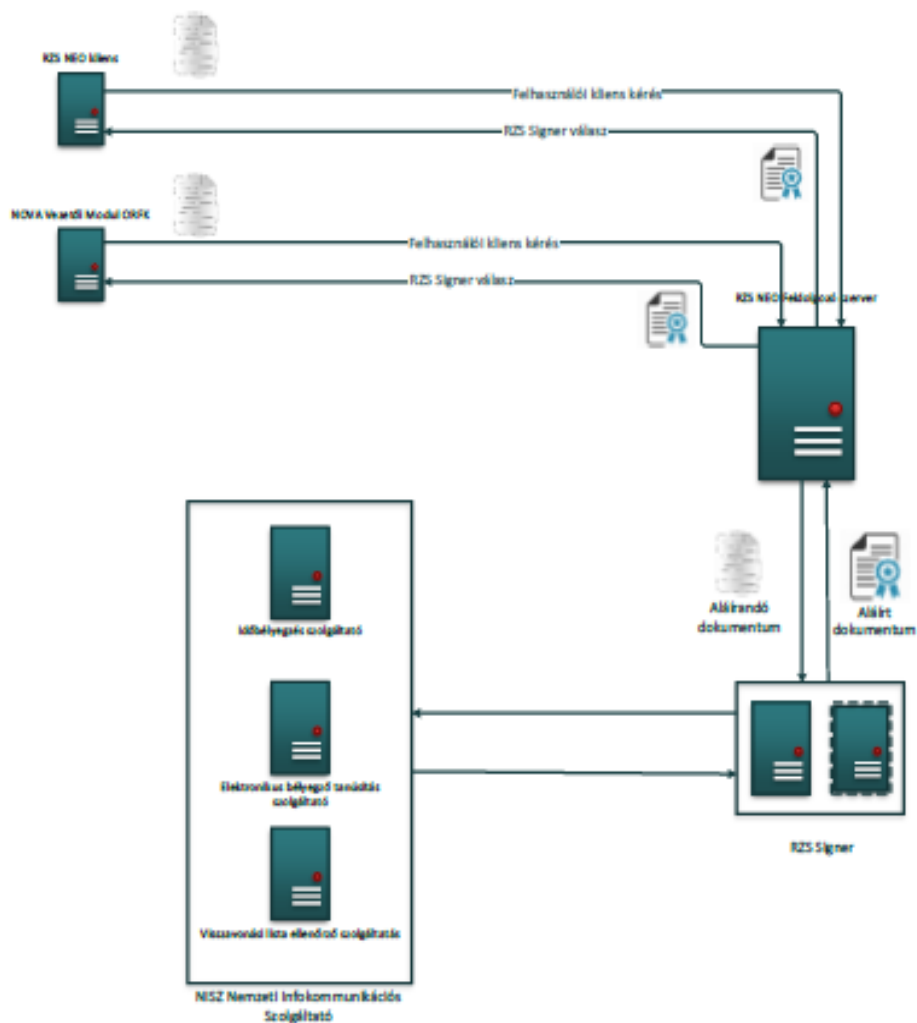 RZS NEO kliens
Felhasználói kliens kérés
RZS Signer válasz
NOVA Vezetői Modul ORFK
Felhasználói kliens kérés
RZS Signer válasz
RZS NEO Feldolgozó szerver
Aláírandó
dokumentum
Aláírt
dokumentum
Időbélyegzés szolgáltató
Elektronikus bélyegző tanúsítás
szolgáltató
Visszavonási lista ellenőrző szolgáltatás
RZS Signer
NISZ Nemzeti Infokommunikációs
Szolgáltató